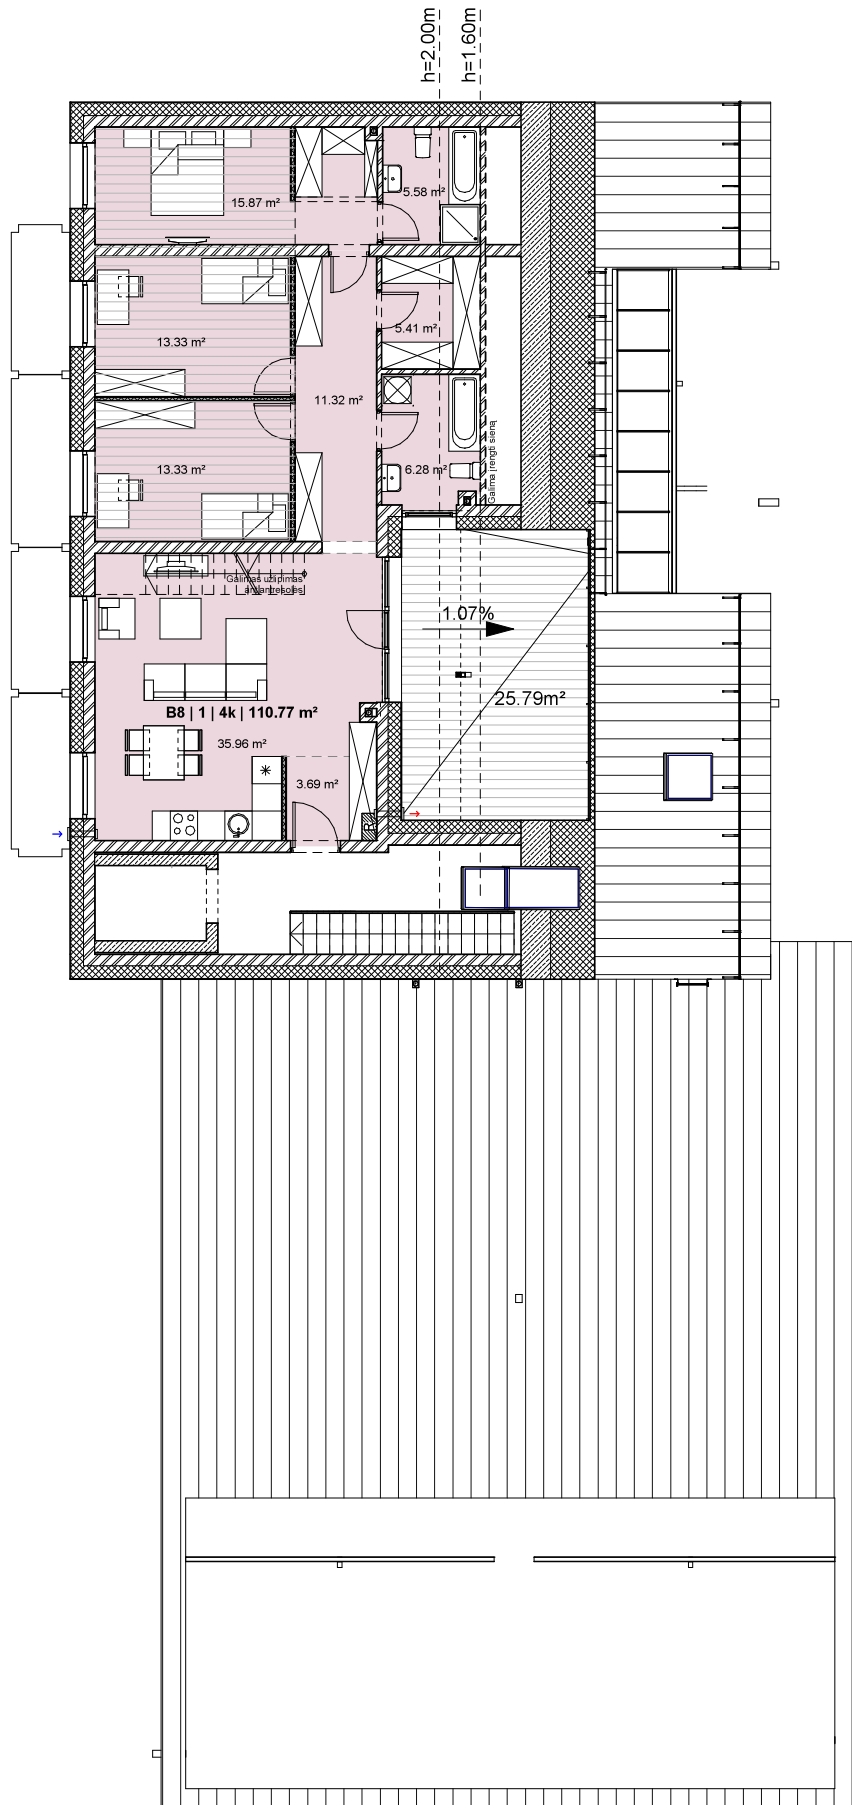 h=2.00m
h=1.60m
15.87 m²
5.58 m²
13.33 m²
5.41 m²
11.32 m²
13.33 m²
6.28 m²
Galima įrengti sieną
Galimas užlipimas
ant antresolės
1.07%
25.79m²
B8 | 1 | 4k | 110.77 m²
35.96 m²
3.69 m²